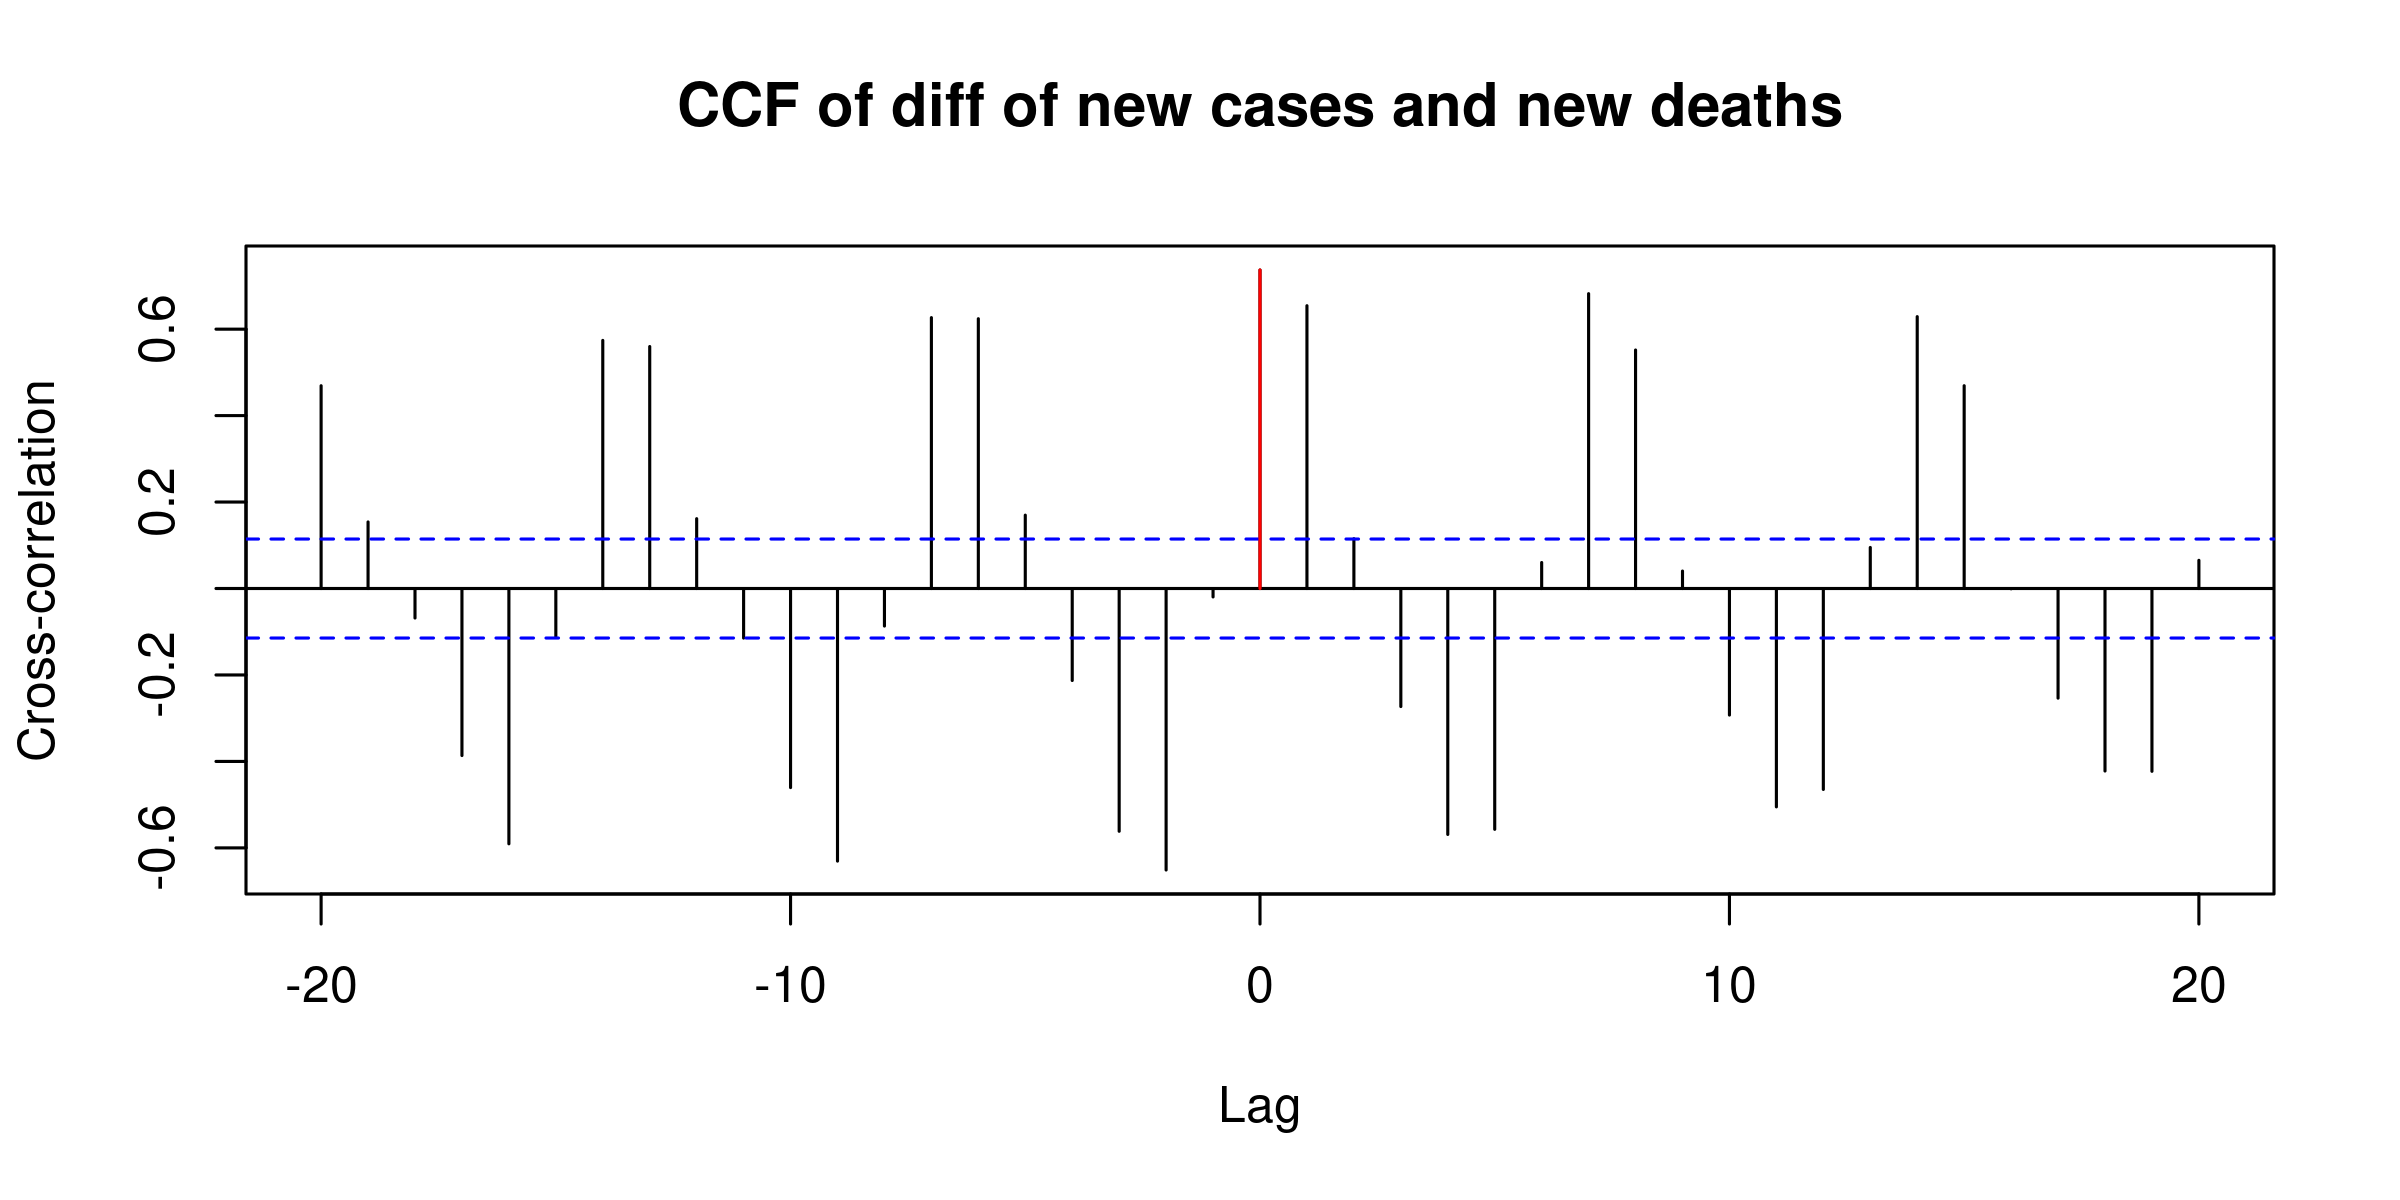 CCF of diff of new cases and new deaths
Cross-correlation
0.6
0.2
-0.2
-0.6
-20 -10 0 10 20
Lag